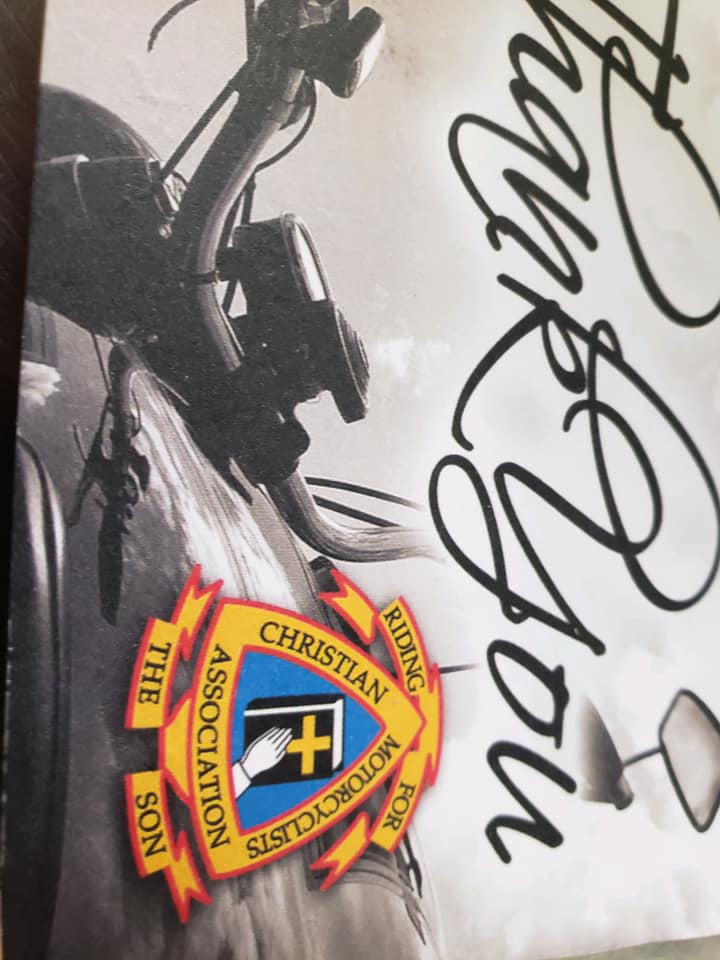 Thank You
RIDING FOR
CHRISTIAN
MOTORCYCLISTS
ASSOCIATION
THE SON